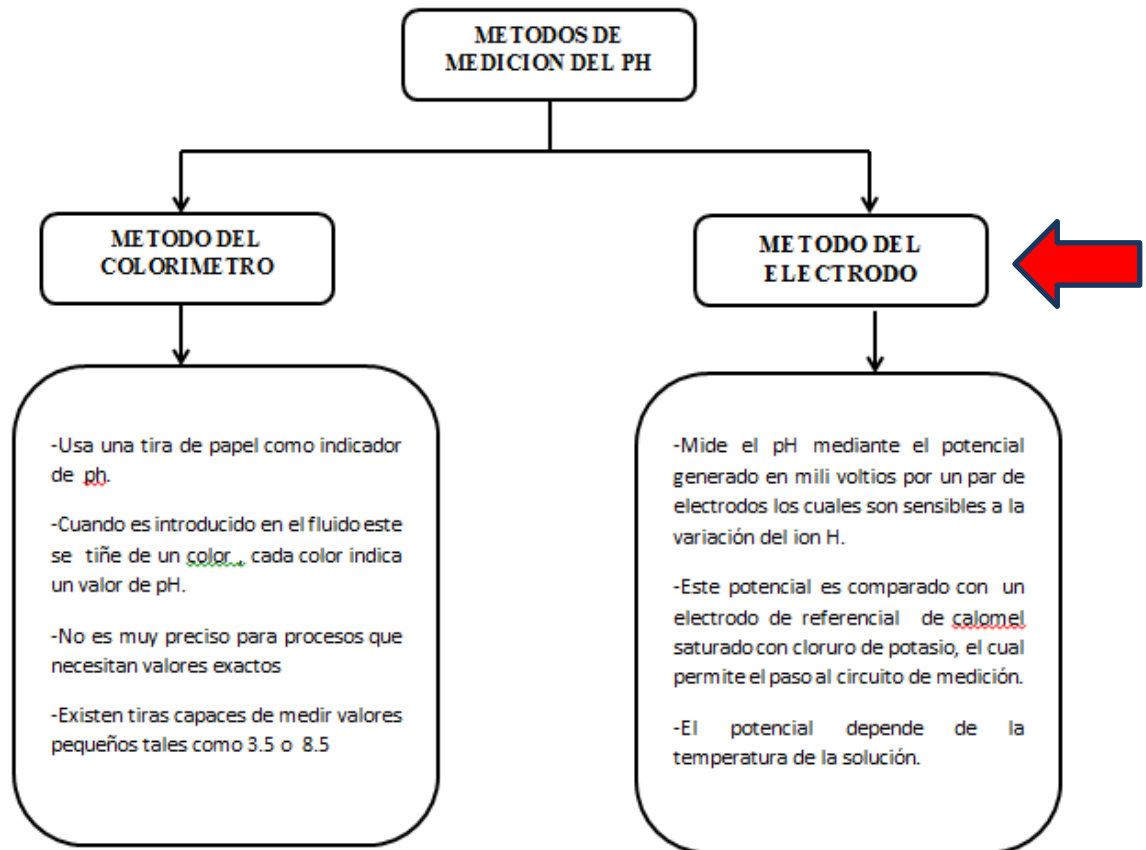 METODOS DE
MEDICION DEL PH
METODO DEL
COLORIMETRO
METODO DEL
ELECTRODO
-Usa una tira de papel como indicador
de ph.
-Cuando es introducido en el fluido este
se tiñe de un color , cada color indica
un valor de pH.
-No es muy preciso para procesos que
necesitan valores exactos
-Existen tiras capaces de medir valores
pequeños tales como 3.5 o 8.5
-Mide el pH mediante el potencial
generado en mili voltios por un par de
electrodos los cuales son sensibles a la
variación del ion H.
-Este potencial es comparado con un
electrodo de referencial de calomel
saturado con cloruro de potasio, el cual
permite el paso al circuito de medición.
-El potencial depende de la
temperatura de la solución.